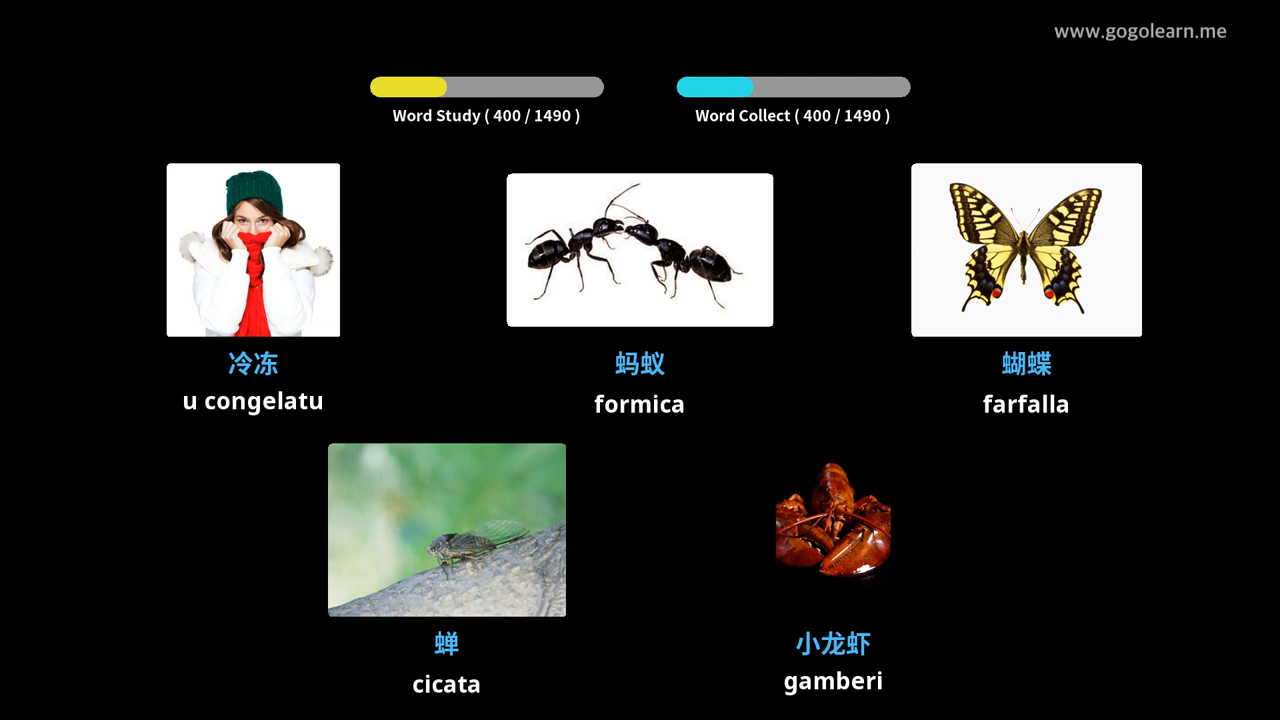 www.gogolearn.me
Word Study ( 400 / 1490 )
Word Collect ( 400 / 1490 )
冷冻
蚂蚁
蝴蝶
u congelatu
formica
farfalla
蝉
小龙虾
cicata
gamberi